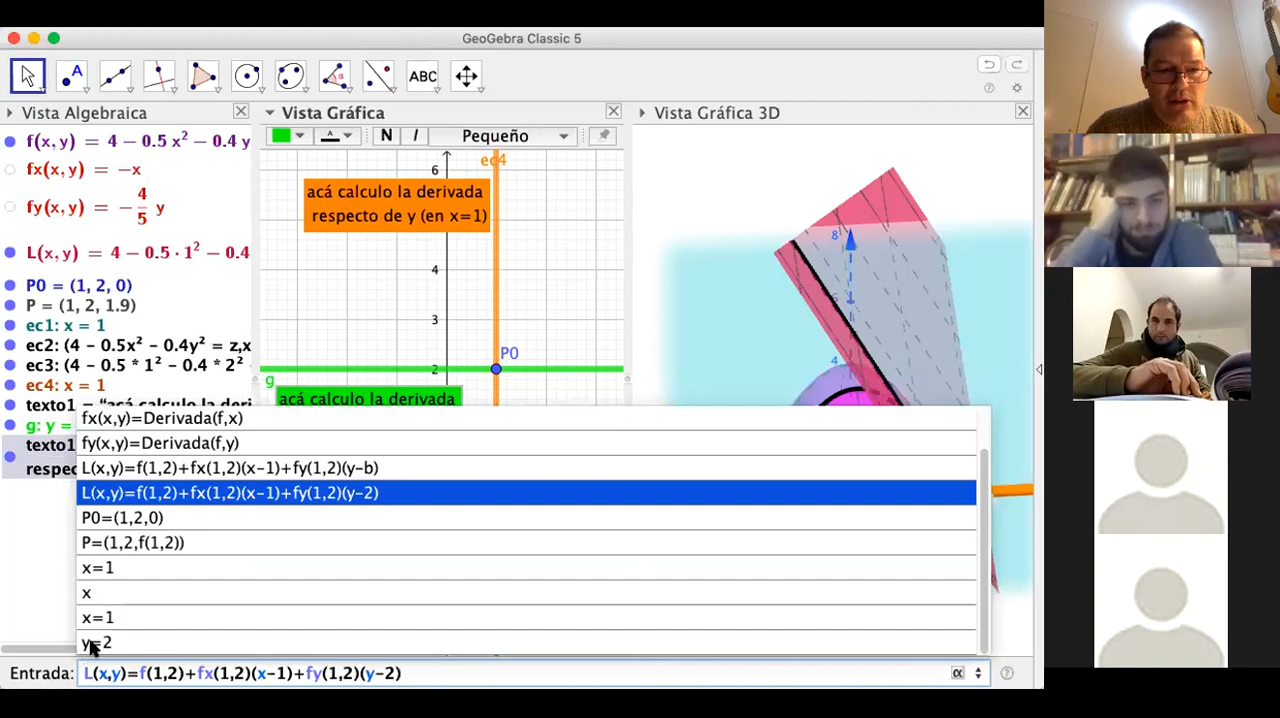 GeoGebra Classic 5
ABC
Vista Algebraica
f(x,y) = 4 − 0.5 x² − 0.4 y
fx(x,y) = −x
fy(x,y) = − 4/5 y
L(x,y) = 4 − 0.5 · 1² − 0.4
P0 = (1, 2, 0)
P = (1, 2, 1.9)
ec1: x = 1
ec2: (4 − 0.5x² − 0.4y² = z,x
ec3: (4 − 0.5 * 1² − 0.4 * 2²
ec4: x = 1
texto1 = "acá calculo la deri
g: y =
texto1
respec
Vista Gráfica
N I Pequeño
ec4
6
acá calculo la derivada
respecto de y (en x=1)
4
3
P0
2
g
acá calculo la derivada
Vista Gráfica 3D
8
6
4
fx(x,y)=Derivada(f,x)
fy(x,y)=Derivada(f,y)
L(x,y)=f(1,2)+fx(1,2)(x−1)+fy(1,2)(y−b)
L(x,y)=f(1,2)+fx(1,2)(x−1)+fy(1,2)(y−2)
P0=(1,2,0)
P=(1,2,f(1,2))
x=1
x
x=1
y=2
Entrada: L(x,y)=f(1,2)+fx(1,2)(x−1)+fy(1,2)(y−2) α